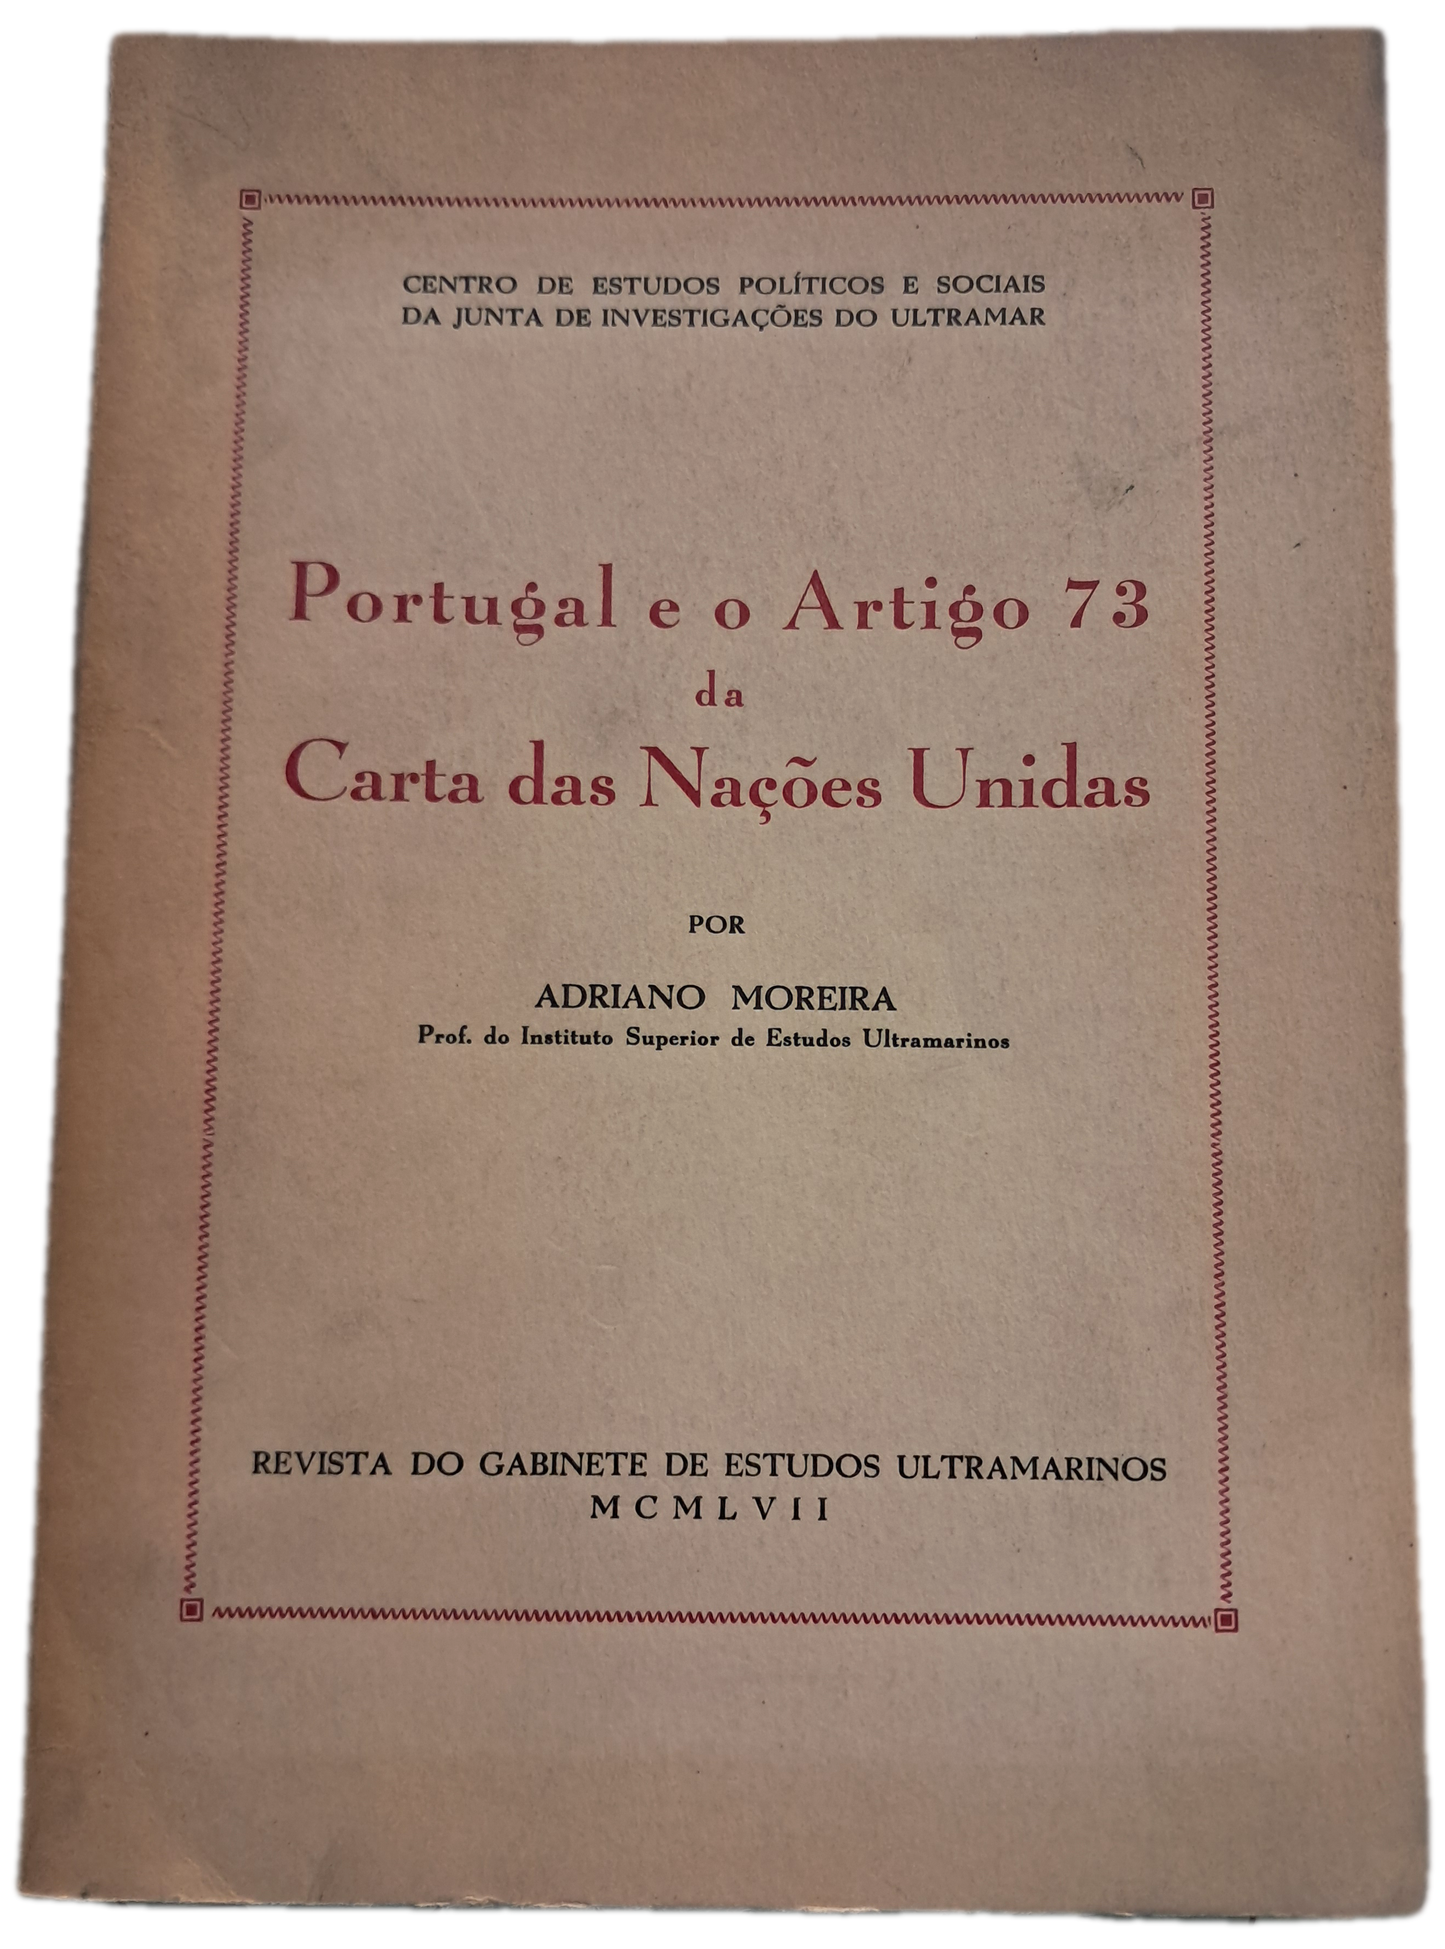 CENTRO DE ESTUDOS POLÍTICOS E SOCIAIS
DA JUNTA DE INVESTIGAÇÕES DO ULTRAMAR
Portugal e o Artigo 73
da
Carta das Nações Unidas
POR
ADRIANO MOREIRA
Prof. do Instituto Superior de Estudos Ultramarinos
REVISTA DO GABINETE DE ESTUDOS ULTRAMARINOS
MCMLVII